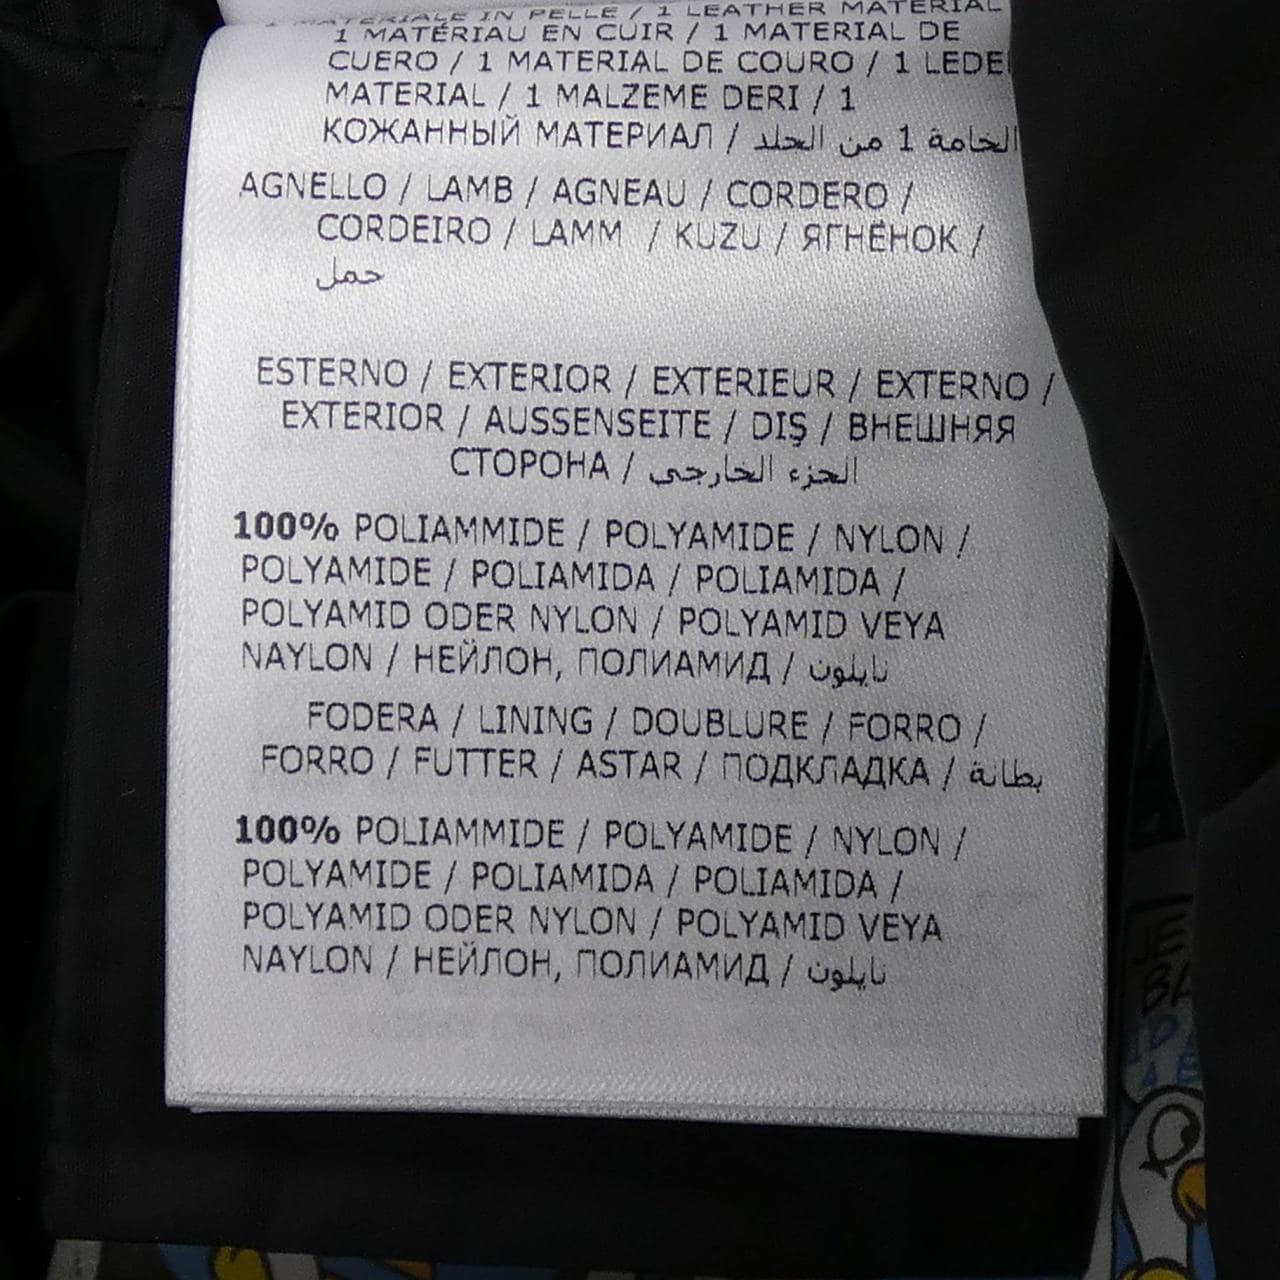 1 MATERIALE IN PELLE / 1 LEATHER MATERIAL
1 MATÉRIAU EN CUIR / 1 MATERIAL DE
CUERO / 1 MATERIAL DE COURO / 1 LEDE
MATERIAL / 1 MALZEME DERI / 1
КОЖАННЫЙ МАТЕРИАЛ / الخامة 1 من الجلد
AGNELLO / LAMB / AGNEAU / CORDERO /
CORDEIRO / LAMM / KUZU / ЯГНЁНОК /
حمل
ESTERNO / EXTERIOR / EXTERIEUR / EXTERNO /
EXTERIOR / AUSSENSEITE / DIŞ / ВНЕШНЯЯ
СТОРОНА / الجزء الخارجي
100% POLIAMMIDE / POLYAMIDE / NYLON /
POLYAMIDE / POLIAMIDA / POLIAMIDA /
POLYAMID ODER NYLON / POLYAMID VEYA
NAYLON / НЕЙЛОН, ПОЛИАМИД / نايلون
FODERA / LINING / DOUBLURE / FORRO /
FORRO / FUTTER / ASTAR / ПОДКЛАДКА / بطانة
100% POLIAMMIDE / POLYAMIDE / NYLON /
POLYAMIDE / POLIAMIDA / POLIAMIDA /
POLYAMID ODER NYLON / POLYAMID VEYA
NAYLON / НЕЙЛОН, ПОЛИАМИД / نايلون